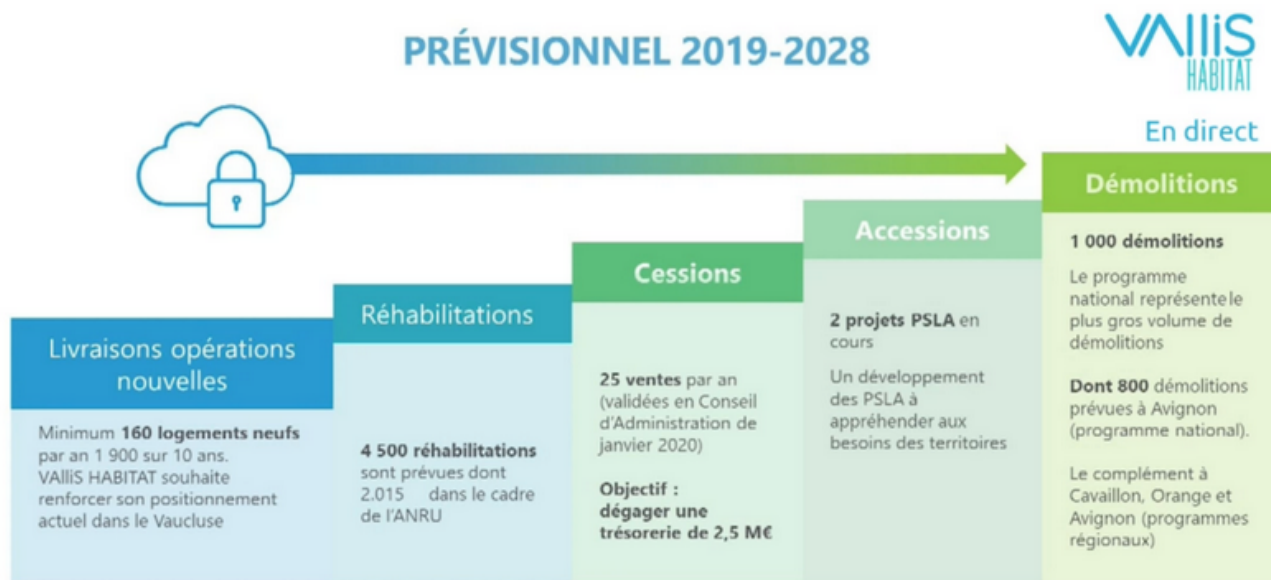 PRÉVISIONNEL 2019-2028
VAlliS
HABITAT
En direct
Livraisons opérations
nouvelles
Minimum 160 logements neufs
par an 1 900 sur 10 ans.
VAlliS HABITAT souhaite
renforcer son positionnement
actuel dans le Vaucluse
Réhabilitations
4 500 réhabilitations
sont prévues dont
2.015 dans le cadre
de l'ANRU
Cessions
25 ventes par an
(validées en Conseil
d'Administration de
janvier 2020)
Objectif :
dégager une
trésorerie de 2,5 M€
Accessions
2 projets PSLA en
cours
Un développement
des PSLA à
appréhender aux
besoins des territoires
Démolitions
1 000 démolitions
Le programme
national représente le
plus gros volume de
démolitions
Dont 800 démolitions
prévues à Avignon
(programme national).
Le complément à
Cavaillon, Orange et
Avignon (programmes
régionaux)